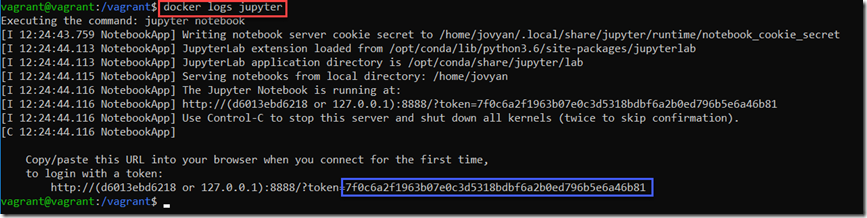 vagrant@vagrant:/vagrant$ docker logs jupyter
Executing the command: jupyter notebook
[I 12:24:43.759 NotebookApp] Writing notebook server cookie secret to /home/jovyan/.local/share/jupyter/runtime/notebook_cookie_secret
[I 12:24:44.113 NotebookApp] JupyterLab extension loaded from /opt/conda/lib/python3.6/site-packages/jupyterlab
[I 12:24:44.113 NotebookApp] JupyterLab application directory is /opt/conda/share/jupyter/lab
[I 12:24:44.115 NotebookApp] Serving notebooks from local directory: /home/jovyan
[I 12:24:44.116 NotebookApp] The Jupyter Notebook is running at:
[I 12:24:44.116 NotebookApp] http://(d6013ebd6218 or 127.0.0.1):8888/?token=7f0c6a2f1963b07e0c3d5318bdbf6a2b0ed796b5e6a46b81
[I 12:24:44.116 NotebookApp] Use Control-C to stop this server and shut down all kernels (twice to skip confirmation).
[C 12:24:44.116 NotebookApp]
Copy/paste this URL into your browser when you connect for the first time,
to login with a token:
http://(d6013ebd6218 or 127.0.0.1):8888/?token=7f0c6a2f1963b07e0c3d5318bdbf6a2b0ed796b5e6a46b81
vagrant@vagrant:/vagrant$